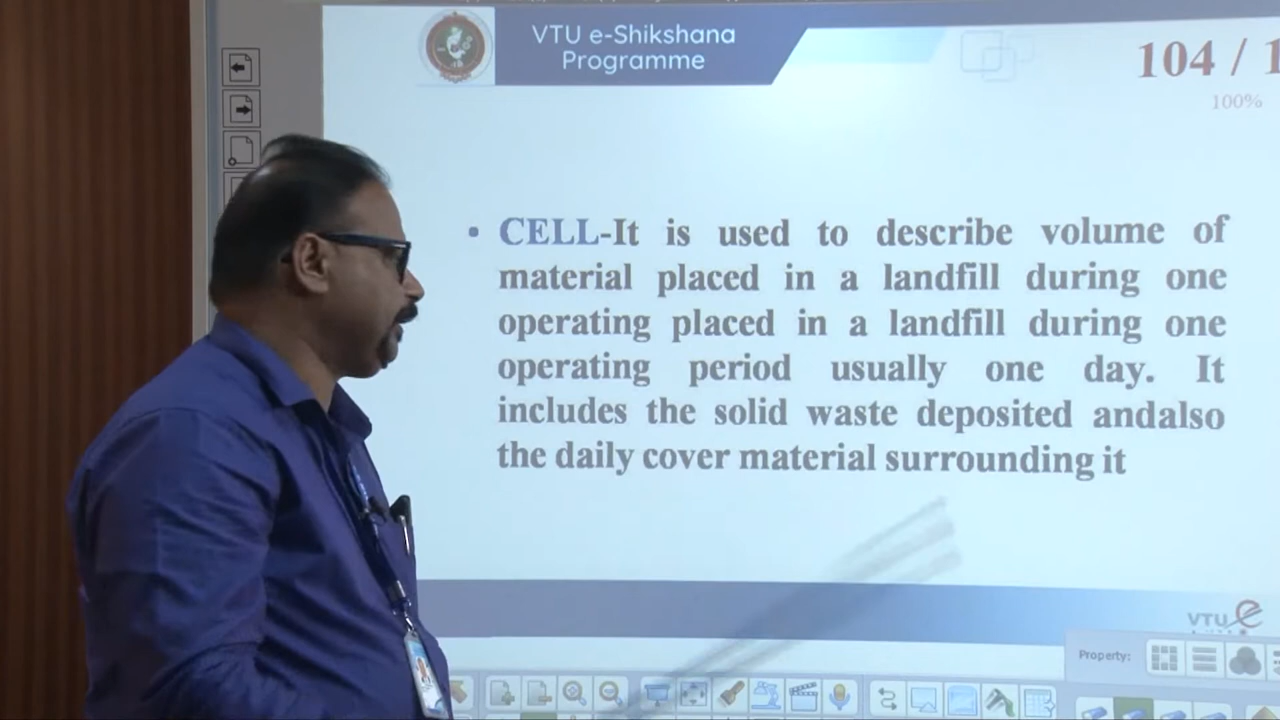 VTU e-Shikshana
Programme
104 / 1
100%
• CELL-It is used to describe volume of
material placed in a landfill during one
operating placed in a landfill during one
operating period usually one day. It
includes the solid waste deposited andalso
the daily cover material surrounding it
VTU e
Property: